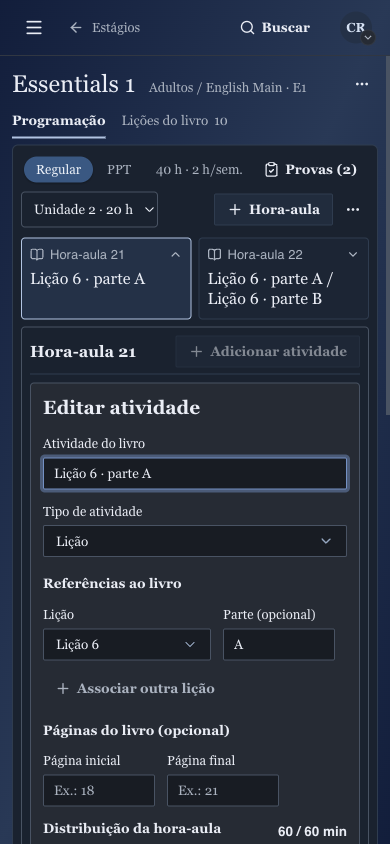 Estágios
Buscar
CR
Essentials 1
Adultos / English Main · E1
Programação
Lições do livro 10
Regular
PPT
40 h · 2 h/sem.
Provas (2)
Unidade 2 · 20 h
+ Hora-aula
Hora-aula 21
Lição 6 · parte A
Hora-aula 22
Lição 6 · parte A /
Lição 6 · parte B
Hora-aula 21
+ Adicionar atividade
Editar atividade
Atividade do livro
Lição 6 · parte A
Tipo de atividade
Lição
Referências ao livro
Lição
Parte (opcional)
Lição 6
A
+ Associar outra lição
Páginas do livro (opcional)
Página inicial
Página final
Ex.: 18
Ex.: 21
Distribuição da hora-aula
60 / 60 min